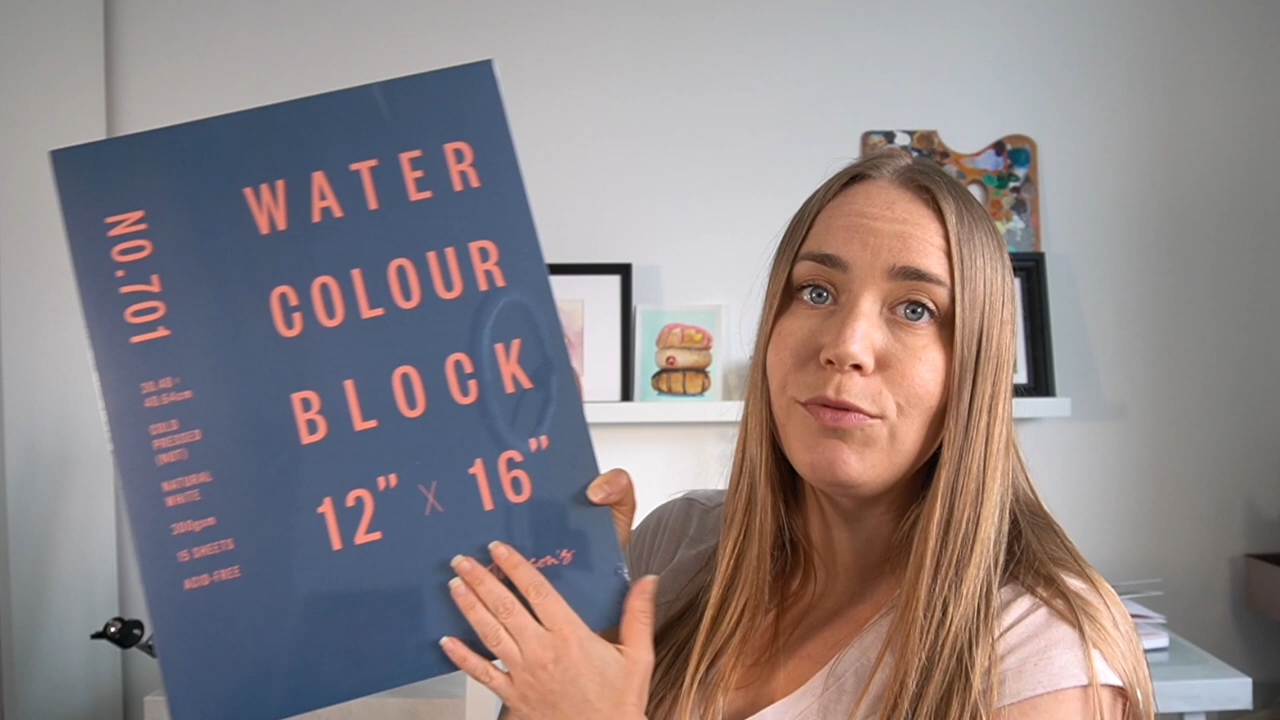 WATER
COLOUR
BLOCK
12” X 16”
NO.701
30.48 ×
40.64cm
COLD
PRESSED
(NOT)
NATURAL
WHITE
300gsm
15 SHEETS
ACID-FREE